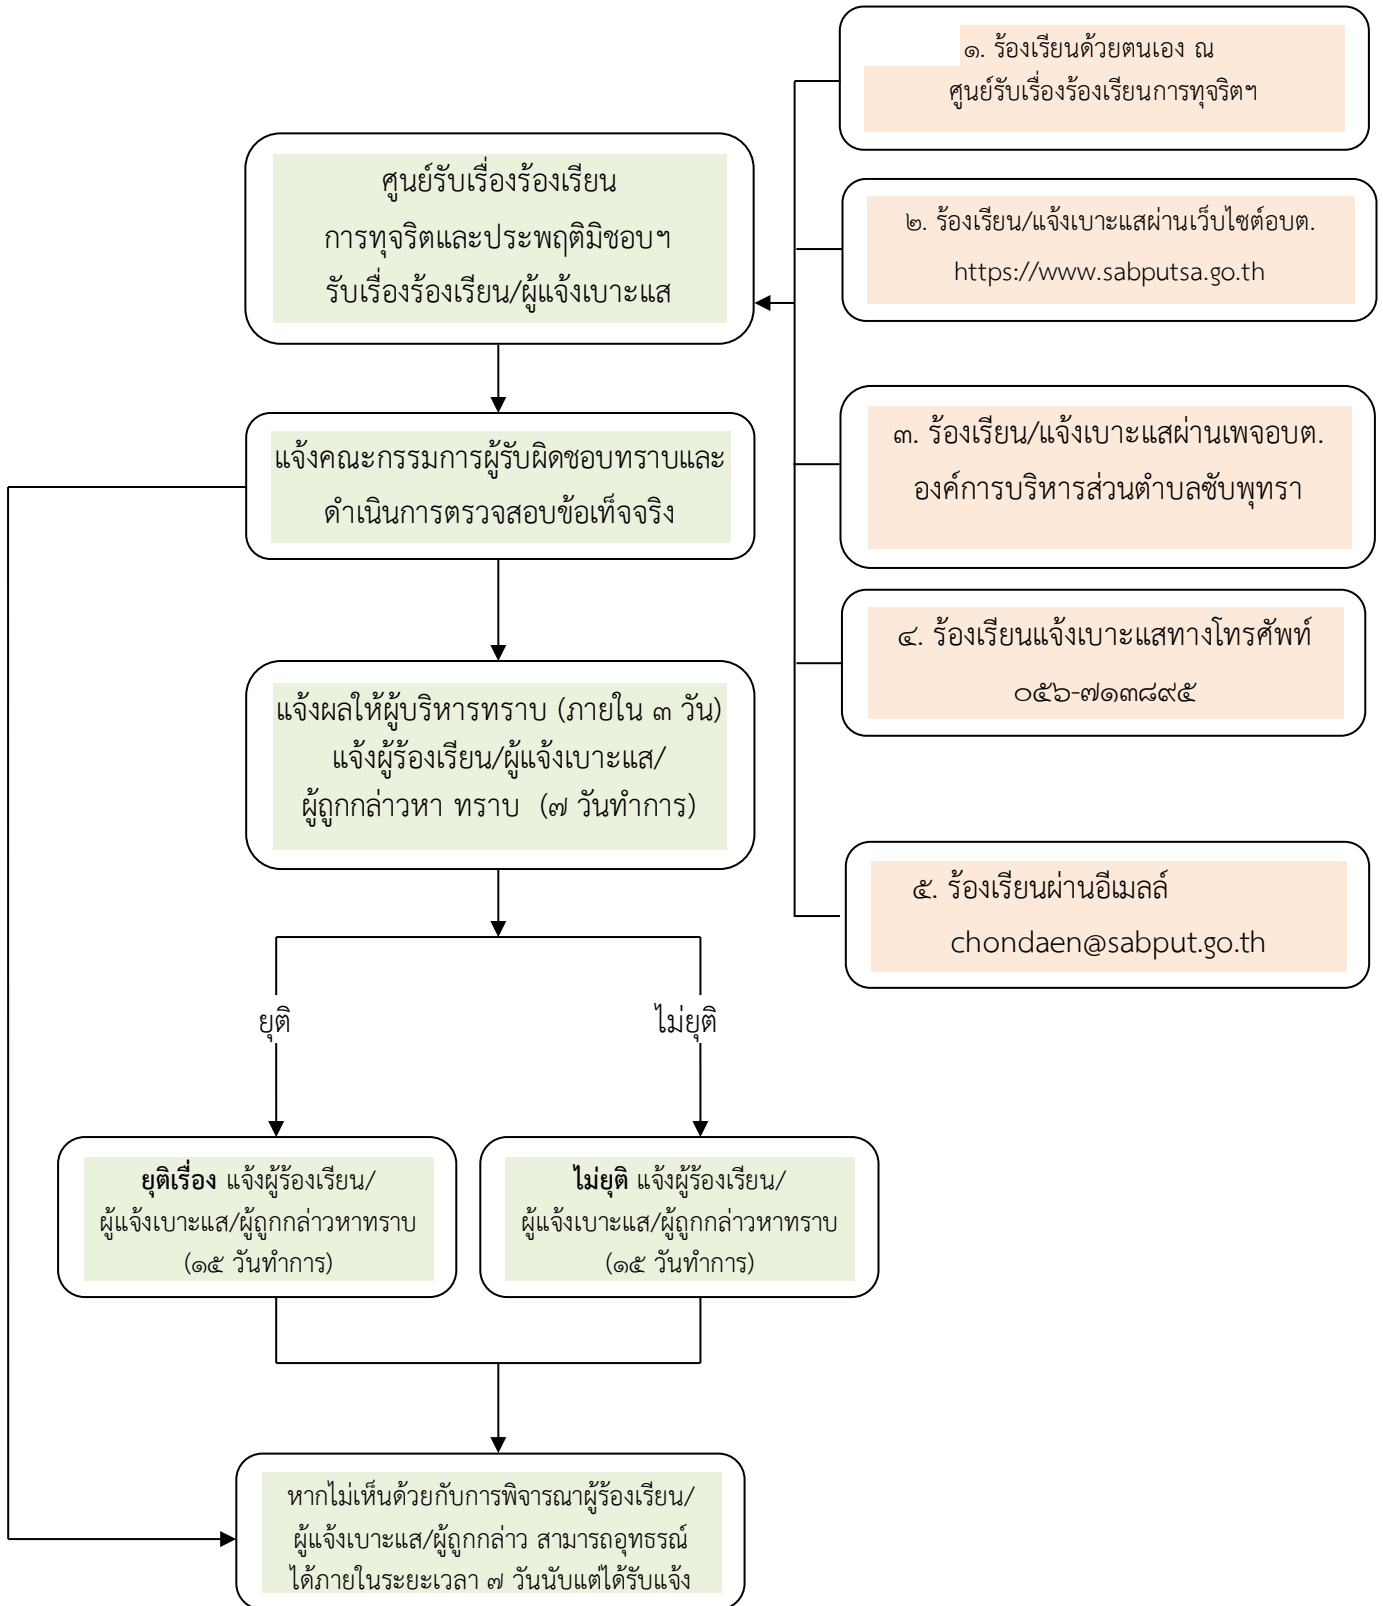 ๑. ร้องเรียนด้วยตนเอง ณ
ศูนย์รับเรื่องร้องเรียนการทุจริตฯ
ศูนย์รับเรื่องร้องเรียน
การทุจริตและประพฤติมิชอบฯ
รับเรื่องร้องเรียน/ผู้แจ้งเบาะแส
๒. ร้องเรียน/แจ้งเบาะแสผ่านเว็บไซต์อบต.
https://www.sabputsa.go.th
๓. ร้องเรียน/แจ้งเบาะแสผ่านเพจอบต.
องค์การบริหารส่วนตำบลซับพุทรา
แจ้งคณะกรรมการผู้รับผิดชอบทราบและ
ดำเนินการตรวจสอบข้อเท็จจริง
๔. ร้องเรียนแจ้งเบาะแสทางโทรศัพท์
๐๕๖-๗๑๓๘๙๕
แจ้งผลให้ผู้บริหารทราบ (ภายใน ๓ วัน)
แจ้งผู้ร้องเรียน/ผู้แจ้งเบาะแส/
ผู้ถูกกล่าวหา ทราบ (๗ วันทำการ)
๕. ร้องเรียนผ่านอีเมลล์
chondaen@sabput.go.th
ยุติ
ไม่ยุติ
ยุติเรื่อง แจ้งผู้ร้องเรียน/
ผู้แจ้งเบาะแส/ผู้ถูกกล่าวหาทราบ
(๑๕ วันทำการ)
ไม่ยุติ แจ้งผู้ร้องเรียน/
ผู้แจ้งเบาะแส/ผู้ถูกกล่าวหาทราบ
(๑๕ วันทำการ)
หากไม่เห็นด้วยกับการพิจารณาผู้ร้องเรียน/
ผู้แจ้งเบาะแส/ผู้ถูกกล่าว สามารถอุทธรณ์
ได้ภายในระยะเวลา ๗ วันนับแต่ได้รับแจ้ง